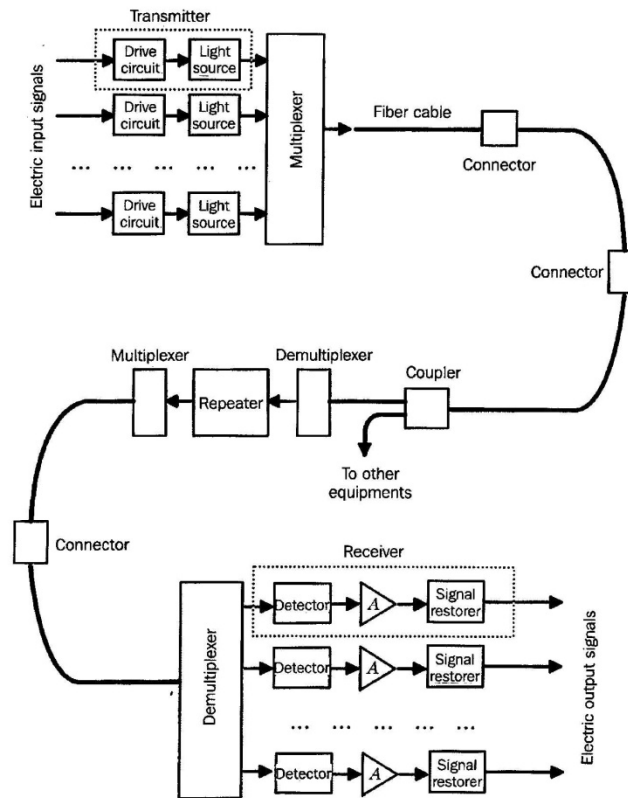 Transmitter
Electric input signals
Drive
circuit
Light
source
Drive
circuit
Light
source
... ... ... ... ...
Drive
circuit
Light
source
Multiplexer
Fiber cable
Connector
Connector
Multiplexer
Demultiplexer
Coupler
Repeater
To other
equipments
Connector
Receiver
Demultiplexer
Detector
A
Signal
restorer
Detector
A
Signal
restorer
... ... ... ... ...
Detector
A
Signal
restorer
Electric output signals